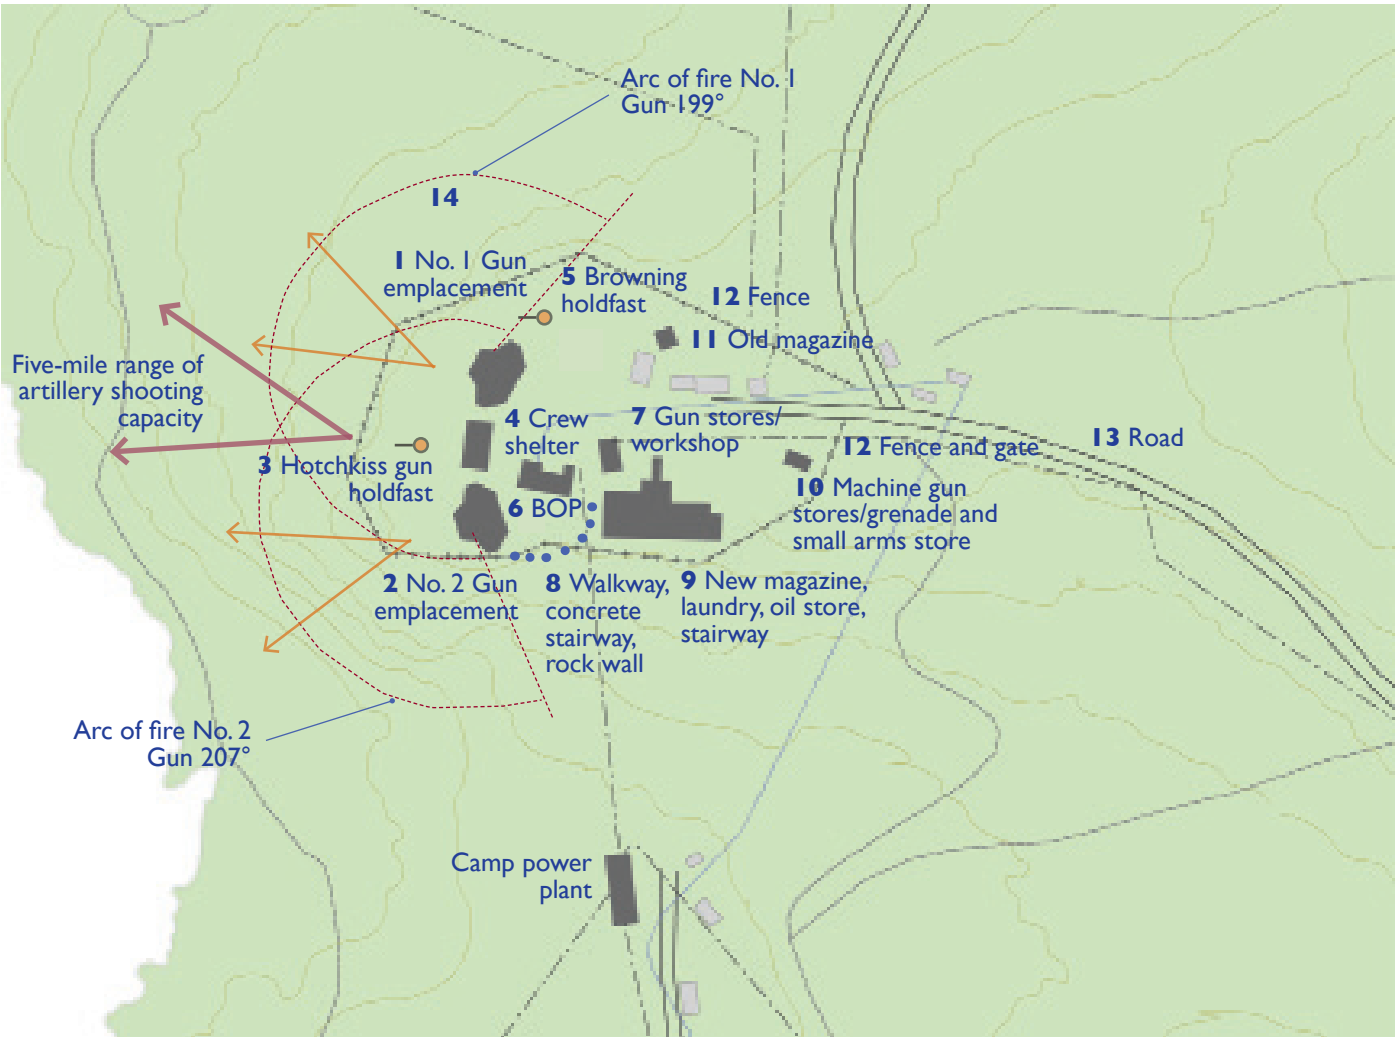 Arc of fire No. 1
Gun 199°
14
1 No. 1 Gun
emplacement
5 Browning
holdfast
12 Fence
11 Old magazine
Five-mile range of
artillery shooting
capacity
4 Crew
shelter
7 Gun stores/
workshop
13 Road
12 Fence and gate
3 Hotchkiss gun
holdfast
10 Machine gun
stores/grenade and
small arms store
6 BOP
2 No. 2 Gun
emplacement
8 Walkway,
concrete
stairway,
rock wall
9 New magazine,
laundry, oil store,
stairway
Arc of fire No. 2
Gun 207°
Camp power
plant